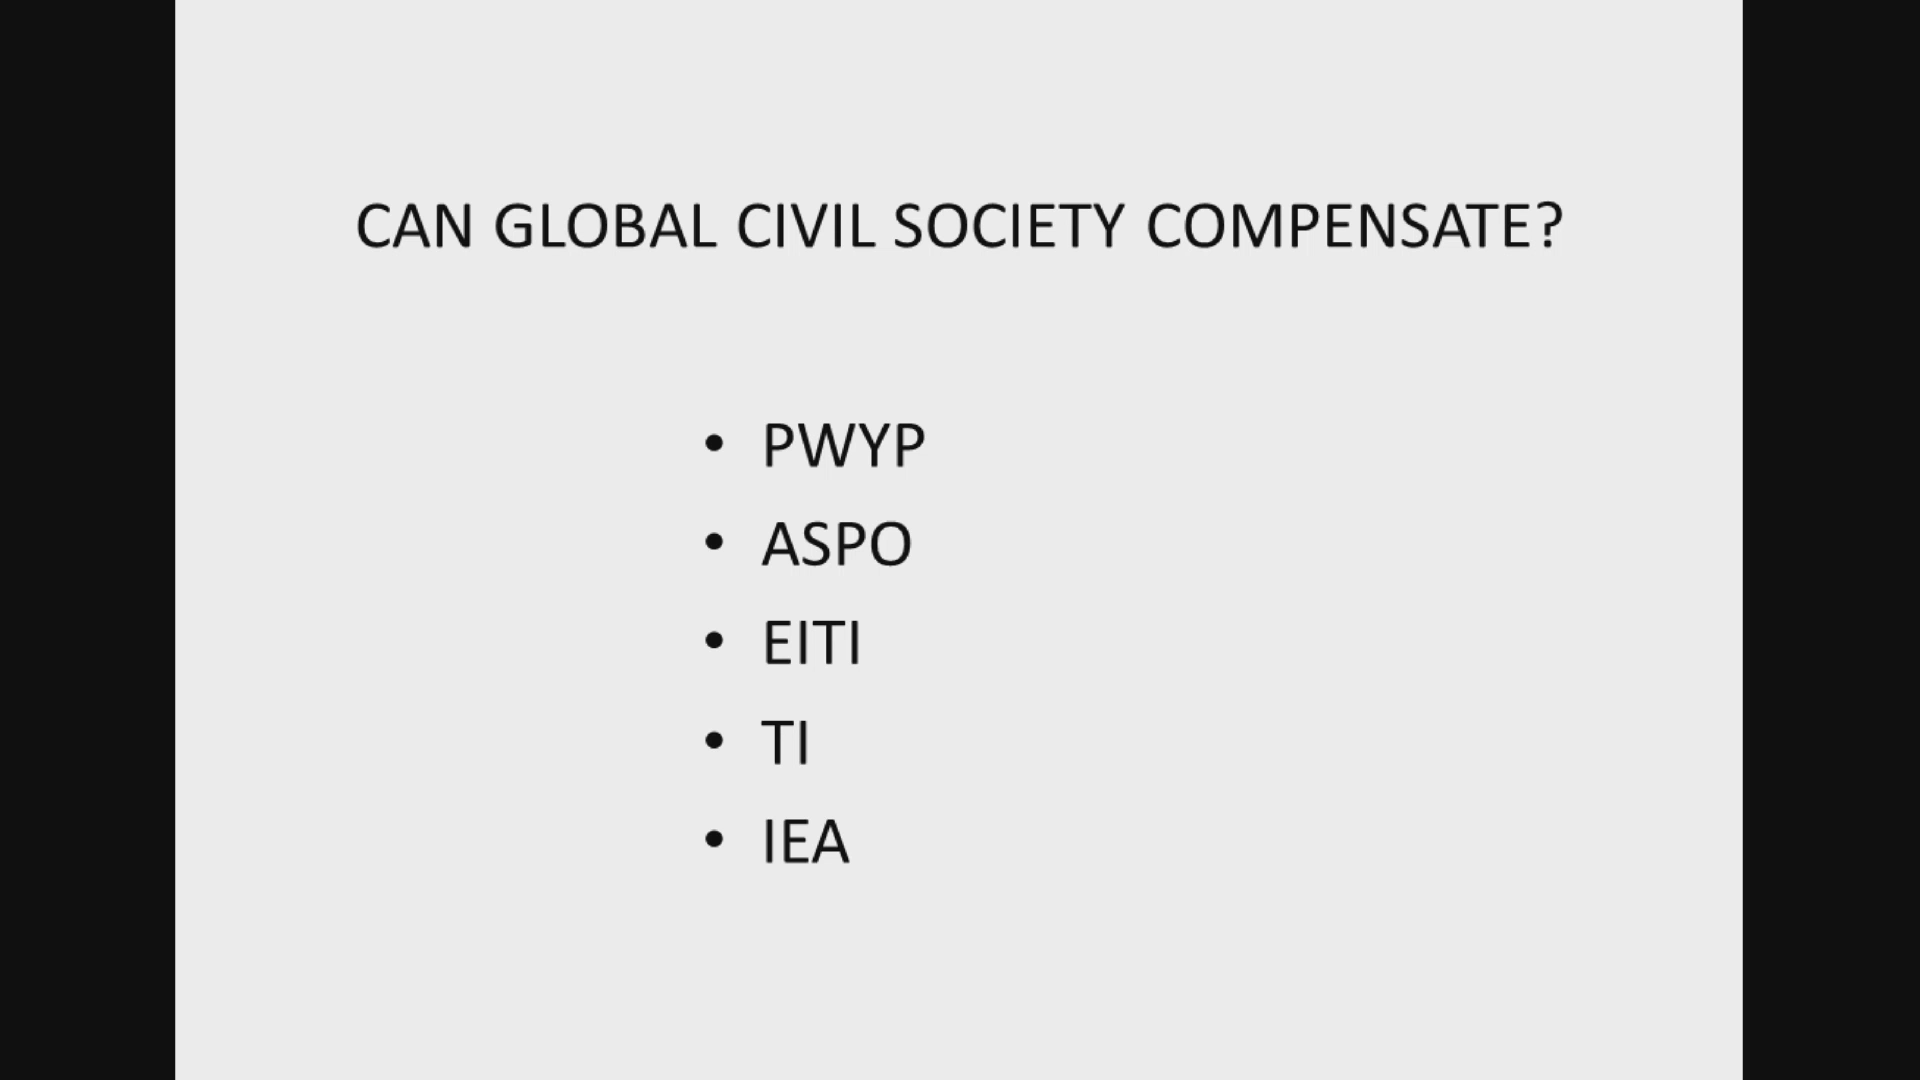 CAN GLOBAL CIVIL SOCIETY COMPENSATE?
• PWYP
• ASPO
• EITI
• TI
• IEA